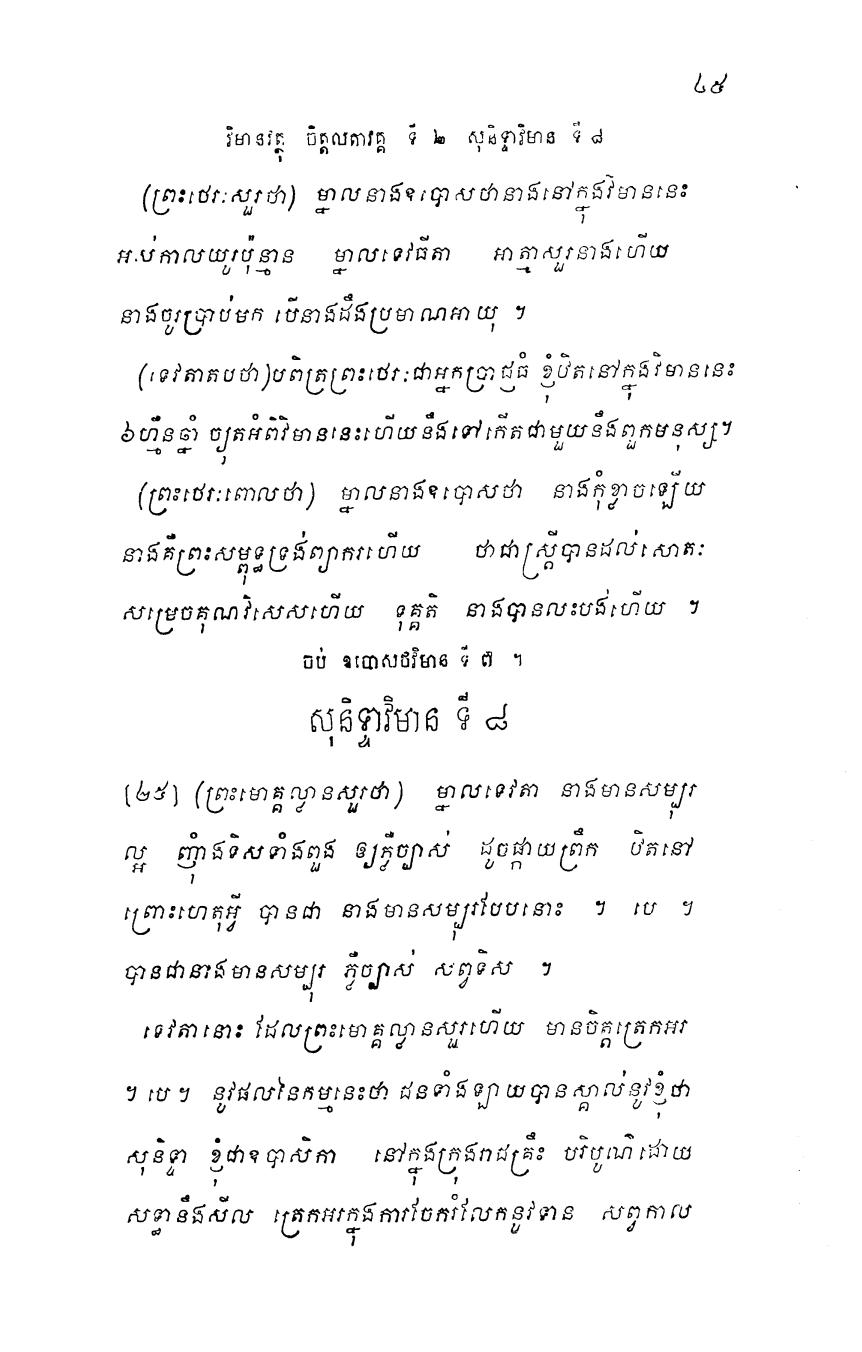 ៤៥
វិមានវត្ថុ ចិត្តលតាវគ្គ ទី ២ សុនិទ្ទាវិមាន ទី ៨
(ព្រះថេរៈសួរថា) ម្នាលនាងឧបោសថានាងនៅក្នុងវិមាននេះ
អស់កាលយូរប៉ុន្មាន ម្នាលទេវធីតា អាត្មាសួរនាងហើយ
នាងចូរប្រាប់មក បើនាងដឹងប្រមាណអាយុ ។
(ទេវតាតបថា)បពិត្រព្រះថេរៈជាអ្នកប្រាជ្ញធំ ខ្ញុំឋិតនៅក្នុងវិមាននេះ
៦ហ្មឺនឆ្នាំ ច្យុតអំពីវិមាននេះហើយនឹងទៅកើតជាមួយនឹងពួកមនុស្ស។
(ព្រះថេរៈពោលថា) ម្នាលនាងឧបោសថា នាងកុំខ្លាចឡើយ
នាងគឺព្រះសម្ពុទ្ធទ្រង់ព្យាករហើយ ថាជាស្ត្រីបានដល់សោតៈ
សម្រេចគុណវិសេសហើយ ទុគ្គតិ នាងបានលះបង់ហើយ ។
ចប់ ឧបោសថវិមាន ទី ៧ ។
សុនិទ្ទាវិមាន ទី ៨
[២៥] (ព្រះមោគ្គល្លានសួរថា) ម្នាលទេវតា នាងមានសម្បុរ
ល្អ ញ៉ាំងទិសទាំងពួង ឲ្យភ្លឺច្បាស់ ដូចផ្កាយព្រឹក ឋិតនៅ
ព្រោះហេតុអ្វី បានជា នាងមានសម្បុរបែបនោះ ។ បេ ។
បានជានាងមានសម្បុរ ភ្លឺច្បាស់ សព្វទិស ។
ទេវតានោះ ដែលព្រះមោគ្គល្លានសួរហើយ មានចិត្តត្រេកអរ
។ បេ ។ នូវផលនៃកម្មនេះថា ជនទាំងឡាយបានស្គាល់នូវខ្ញុំថា
សុនិទ្ទា ខ្ញុំជាឧបាសិកា នៅក្នុងក្រុងរាជគ្រឹះ បរិបូណ៌ដោយ
សទ្ធានឹងសីល ត្រេកអរក្នុងការចែករំលែកនូវទាន សព្វកាល